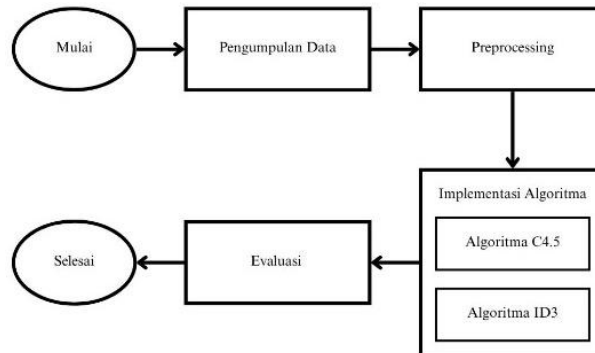 Mulai
Pengumpulan Data
Preprocessing
Implementasi Algoritma
Algoritma C4.5
Algoritma ID3
Evaluasi
Selesai